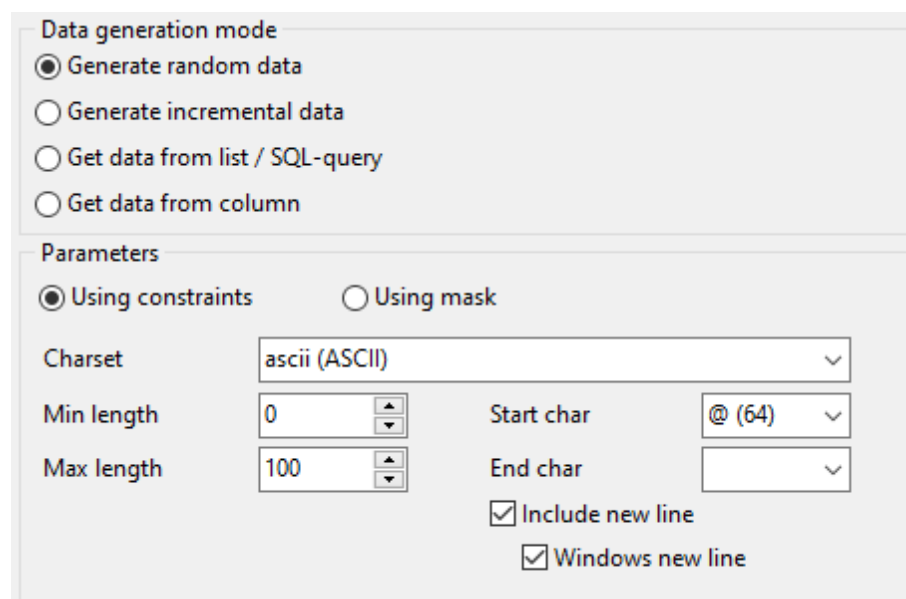 Data generation mode
Generate random data
Generate incremental data
Get data from list / SQL-query
Get data from column
Parameters
Using constraints Using mask
Charset ascii (ASCII)
Min length 0 Start char @ (64)
Max length 100 End char
Include new line
Windows new line